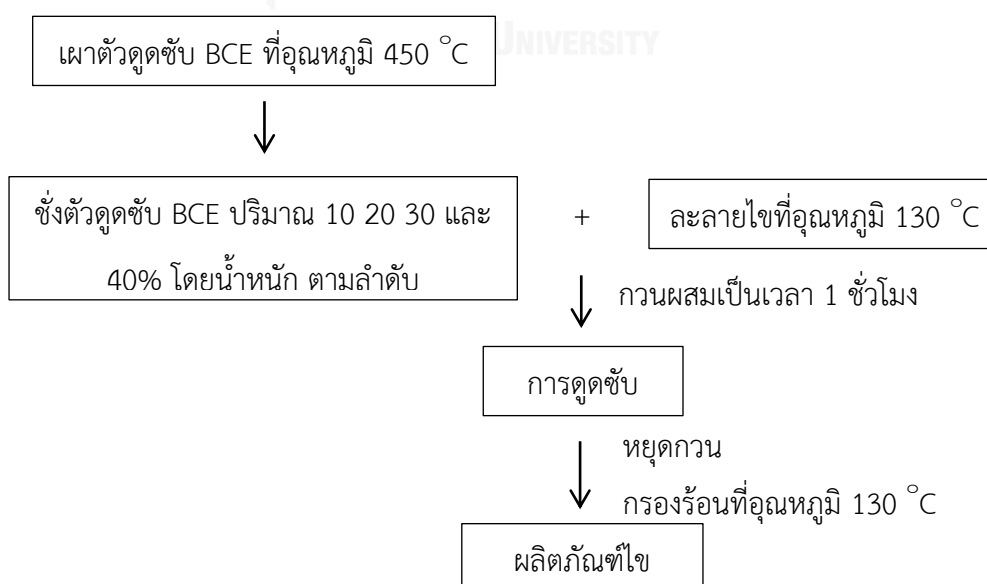 UNIVERSITY
เผาตัวดูดซับ BCE ที่อุณหภูมิ 450 °C
ชั่งตัวดูดซับ BCE ปริมาณ 10 20 30 และ
40% โดยน้ำหนัก ตามลำดับ
+
ละลายไขที่อุณหภูมิ 130 °C
กวนผสมเป็นเวลา 1 ชั่วโมง
การดูดซับ
หยุดกวน
กรองร้อนที่อุณหภูมิ 130 °C
ผลิตภัณฑ์ไข